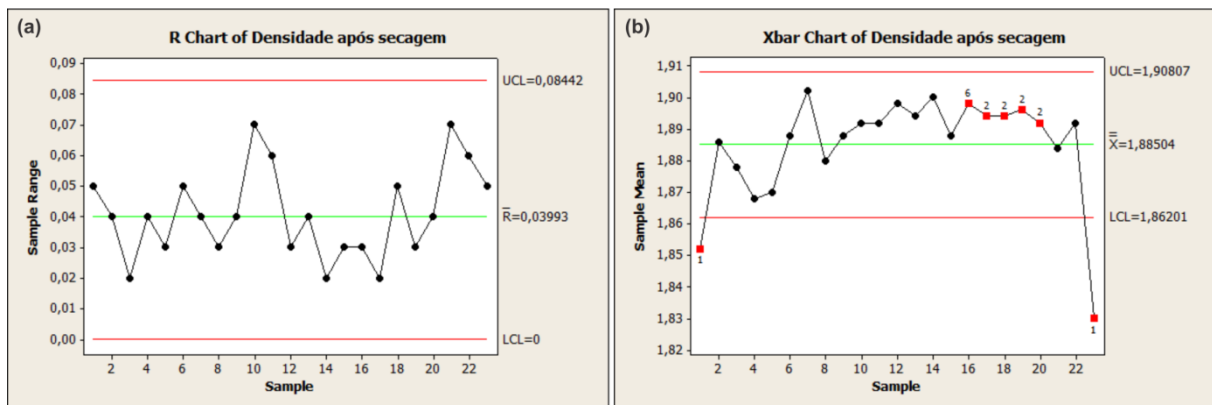 (a)
R Chart of Densidade após secagem
0,09
0,08
0,07
0,06
0,05
0,04
0,03
0,02
0,01
0,00
Sample Range
UCL=0,08442
R=0,03993
LCL=0
2 4 6 8 10 12 14 16 18 20 22
Sample
(b)
Xbar Chart of Densidade após secagem
1,91
1,90
1,89
1,88
1,87
1,86
1,85
1,84
1,83
1,82
Sample Mean
1
6
2
2
2
2
1
UCL=1,90807
X=1,88504
LCL=1,86201
2 4 6 8 10 12 14 16 18 20 22
Sample